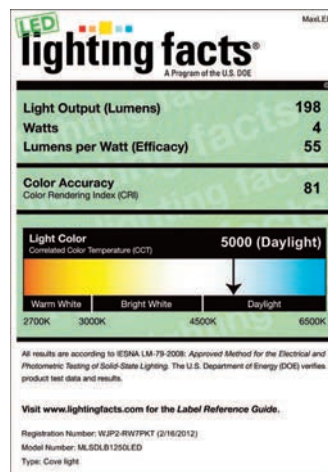 MaxLED
LED
lighting facts®
A Program of the U.S. DOE
Light Output (Lumens) 198
Watts 4
Lumens per Watt (Efficacy) 55
Color Accuracy 81
Color Rendering Index (CRI)
Light Color
Correlated Color Temperature (CCT)
5000 (Daylight)
Warm White Bright White Daylight
2700K 3000K 4500K 6500K
All results are according to IESNA LM-79-2008: Approved Method for the Electrical and
Photometric Testing of Solid-State Lighting. The U.S. Department of Energy (DOE) verifies
product test data and results.
Visit www.lightingfacts.com for the Label Reference Guide.
Registration Number: WJP2-RW7PKT (2/16/2012)
Model Number: MLSDLB1250LED
Type: Cove light